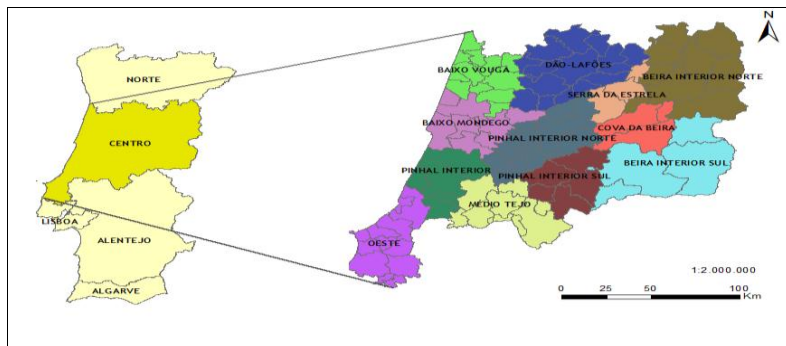 NORTE
CENTRO
LISBOA
ALENTEJO
ALGARVE
N
BAIXO VOUGA
DÃO-LAFÕES
BEIRA INTERIOR NORTE
SERRA DA ESTRELA
BAIXO MONDEGO
COVA DA BEIRA
PINHAL INTERIOR NORTE
PINHAL INTERIOR
PINHAL INTERIOR SUL
BEIRA INTERIOR SUL
MÉDIO TEJO
OESTE
1:2.000.000
0 25 50 100
Km